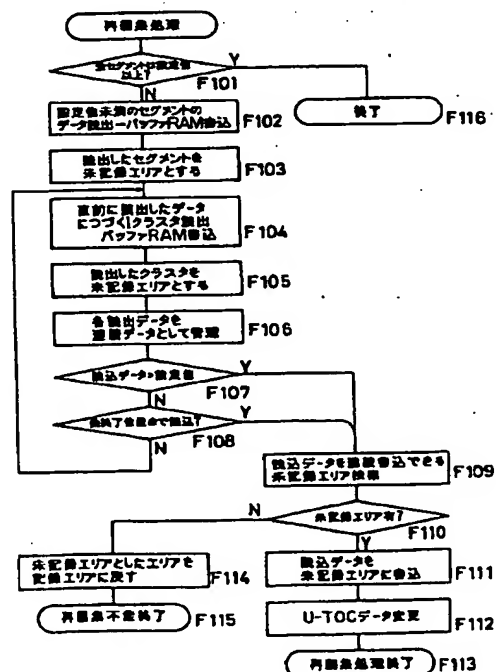 再編集処理
全セグメントは設定値
以上?
F101
Y
N
設定値未満のセグメントの
データ読出→バッファRAM書込
F102
終了
F116
読出したセグメントを
未記録エリアとする
F103
直前に読出したデータ
につづく1クラスタ読出
バッファRAM書込
F104
読出したクラスタを
未記録エリアとする
F105
各読出データを
連続データとして管理
F106
読込データ>設定値
Y
F107
N
終了位置まで読込?
Y
F108
N
読込データを連続書込できる
未記録エリア検索
F109
N
未記録エリア有?
F110
Y
未記録エリアとしたエリアを
記録エリアに戻す
F114
読込データを
未記録エリアに書込
F111
再編集不能終了
F115
U-TOCデータ変更
F112
再編集処理終了
F113